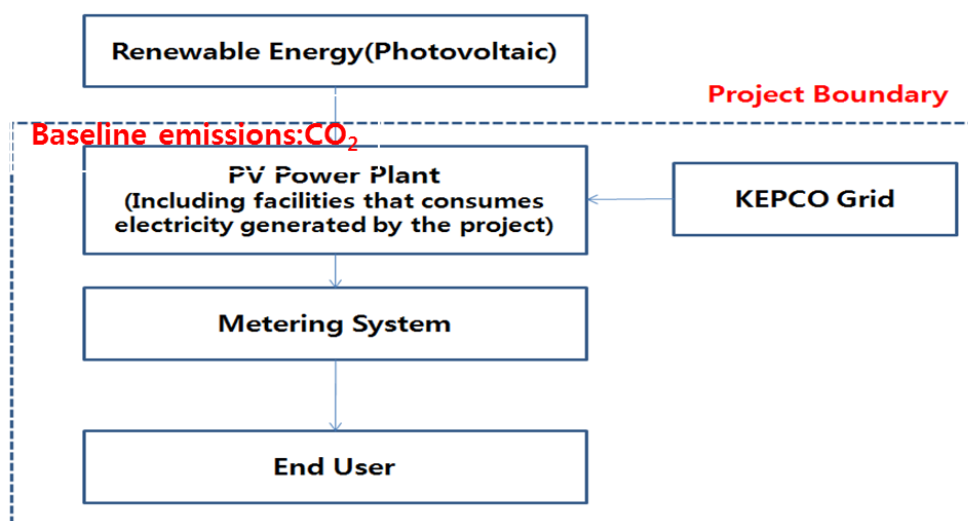 Renewable Energy(Photovoltaic)
Project Boundary
Baseline emissions:CO₂
PV Power Plant
(Including facilities that consumes
electricity generated by the project)
KEPCO Grid
Metering System
End User